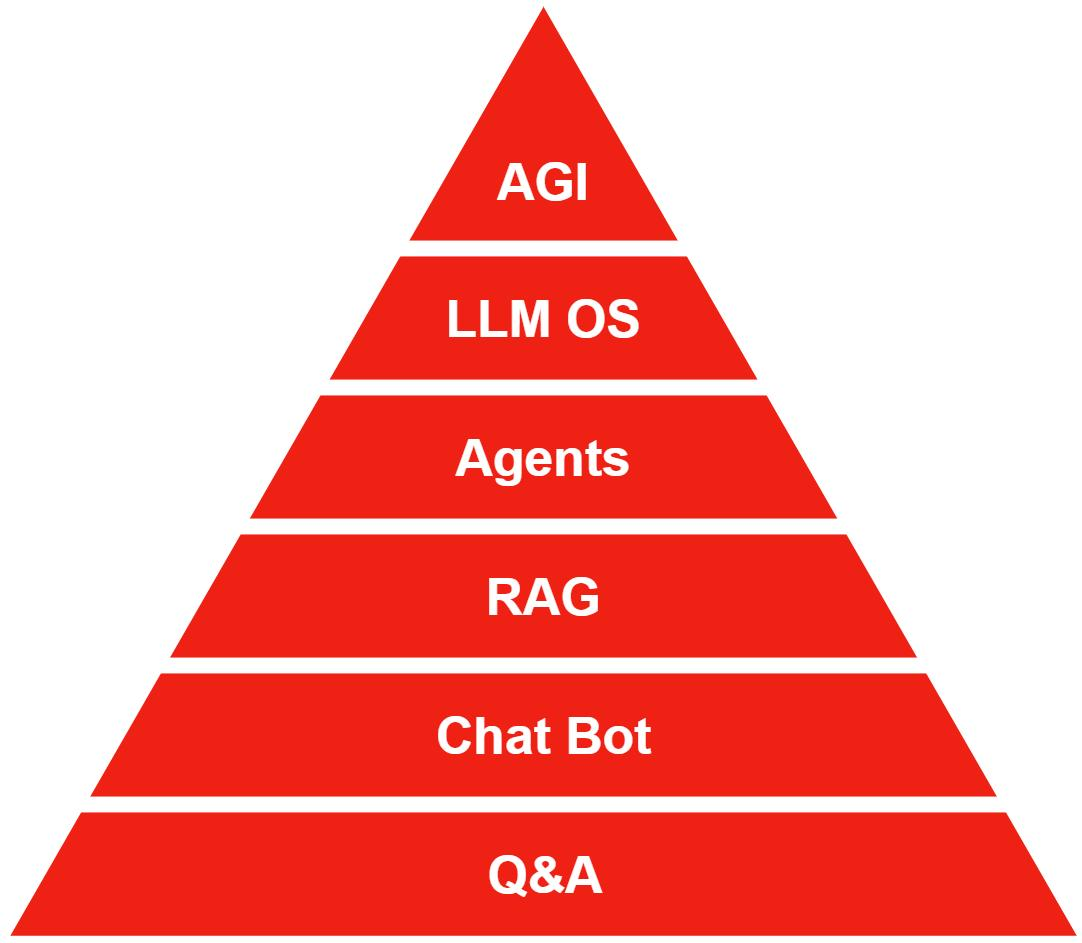 AGI
LLM OS
Agents
RAG
Chat Bot
Q&A